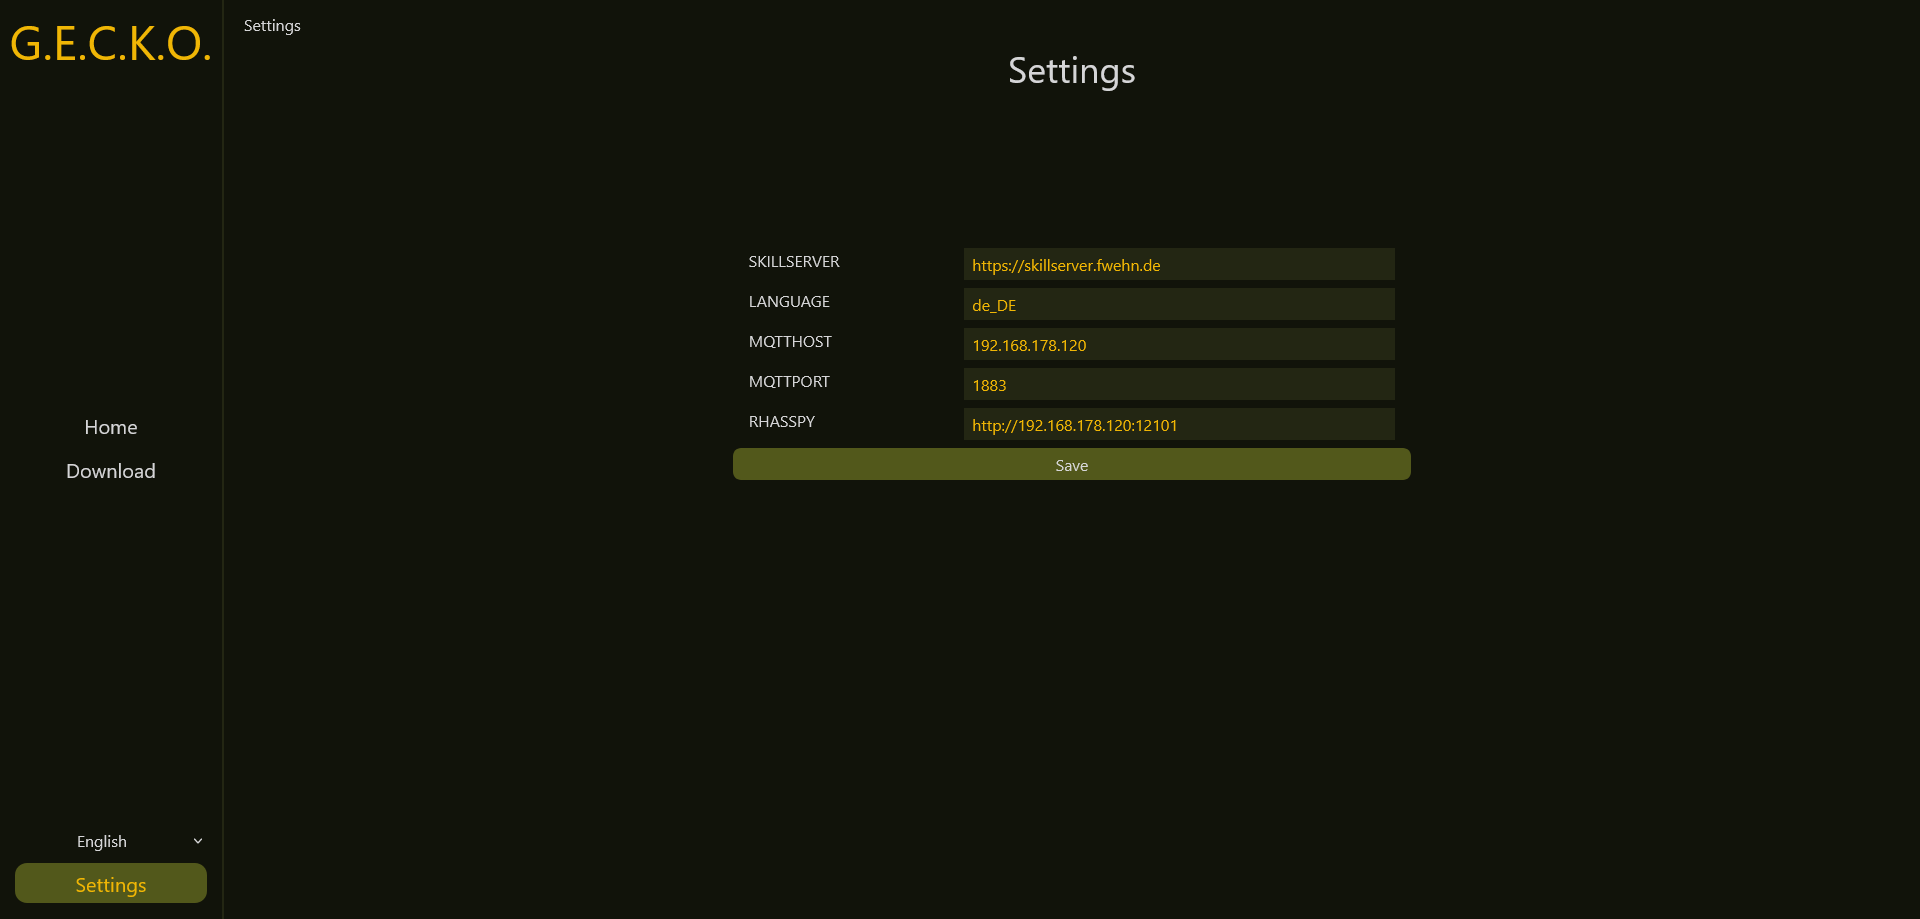 G.E.C.K.O.
Home
Download
English
Settings
Settings
Settings
SKILLSERVER https://skillserver.fwehn.de
LANGUAGE de_DE
MQTTHOST 192.168.178.120
MQTTPORT 1883
RHASSPY http://192.168.178.120:12101
Save